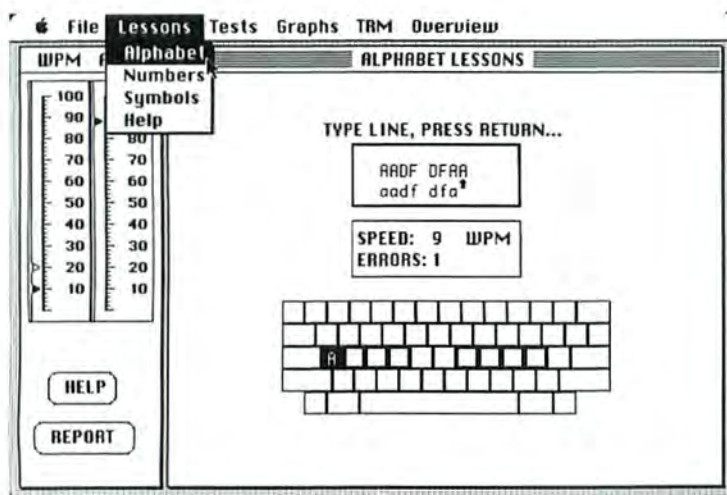 File Lessons Tests Graphs TRM Overview
Alphabet
Numbers
Symbols
Help
WPM
ALPHABET LESSONS
100
90
80
70
60
50
40
30
20
10
80
70
60
50
40
30
20
10
TYPE LINE, PRESS RETURN...
AADF DFAA
aadf dfa
SPEED: 9 WPM
ERRORS: 1
A
HELP
REPORT